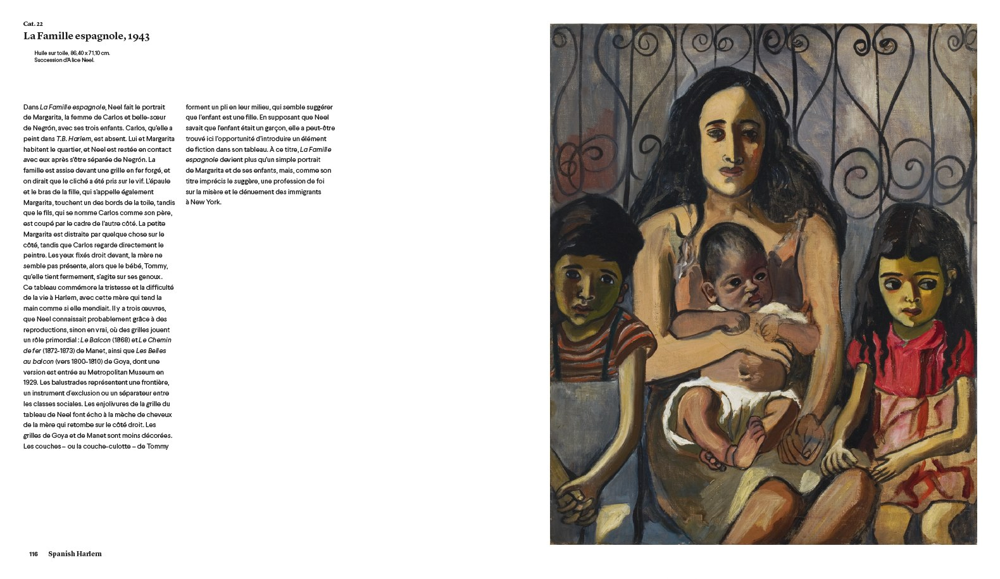 Cat. 22
La Famille espagnole, 1943
Huile sur toile, 86,40 x 71,10 cm.
Succession d'Alice Neel.
Dans La Famille espagnole, Neel fait le portrait
de Margarita, la femme de Carlos et belle-sœur
de Negrón, avec ses trois enfants. Carlos, qu'elle a
peint dans T.B. Harlem, est absent. Lui et Margarita
habitent le quartier, et Neel est restée en contact
avec eux après s'être séparée de Negrón. La
famille est assise devant une grille en fer forgé, et
on dirait que le cliché a été pris sur le vif. L'épaule
et le bras de la fille, qui s'appelle également
Margarita, touchent un des bords de la toile, tandis
que le fils, qui se nomme Carlos comme son père,
est coupé par le cadre de l'autre côté. La petite
Margarita est distraite par quelque chose sur le
côté, tandis que Carlos regarde directement le
peintre. Les yeux fixés droit devant, la mère ne
semble pas présente, alors que le bébé, Tommy,
qu'elle tient fermement, s'agite sur ses genoux.
Ce tableau commémore la tristesse et la difficulté
de la vie à Harlem, avec cette mère qui tend la
main comme si elle mendiait. Il y a trois œuvres,
que Neel connaissait probablement grâce à des
reproductions, sinon en vrai, où des grilles jouent
un rôle primordial : Le Balcon (1868) et Le Chemin
de fer (1872-1873) de Manet, ainsi que Les Belles
au balcon (vers 1800-1810) de Goya, dont une
version est entrée au Metropolitan Museum en
1929. Les balustrades représentent une frontière,
un instrument d'exclusion ou un séparateur entre
les classes sociales. Les enjolivures de la grille du
tableau de Neel font écho à la mèche de cheveux
de la mère qui retombe sur le côté droit. Les
grilles de Goya et de Manet sont moins décorées.
Les couches – ou la couche-culotte – de Tommy
forment un pli en leur milieu, qui semble suggérer
que l'enfant est une fille. En supposant que Neel
savait que l'enfant était un garçon, elle a peut-être
trouvé ici l'opportunité d'introduire un élément
de fiction dans son tableau. À ce titre, La Famille
espagnole devient plus qu'un simple portrait
de Margarita et de ses enfants, mais, comme son
titre imprécis le suggère, une profession de foi
sur la misère et le dénuement des immigrants
à New York.
116 Spanish Harlem